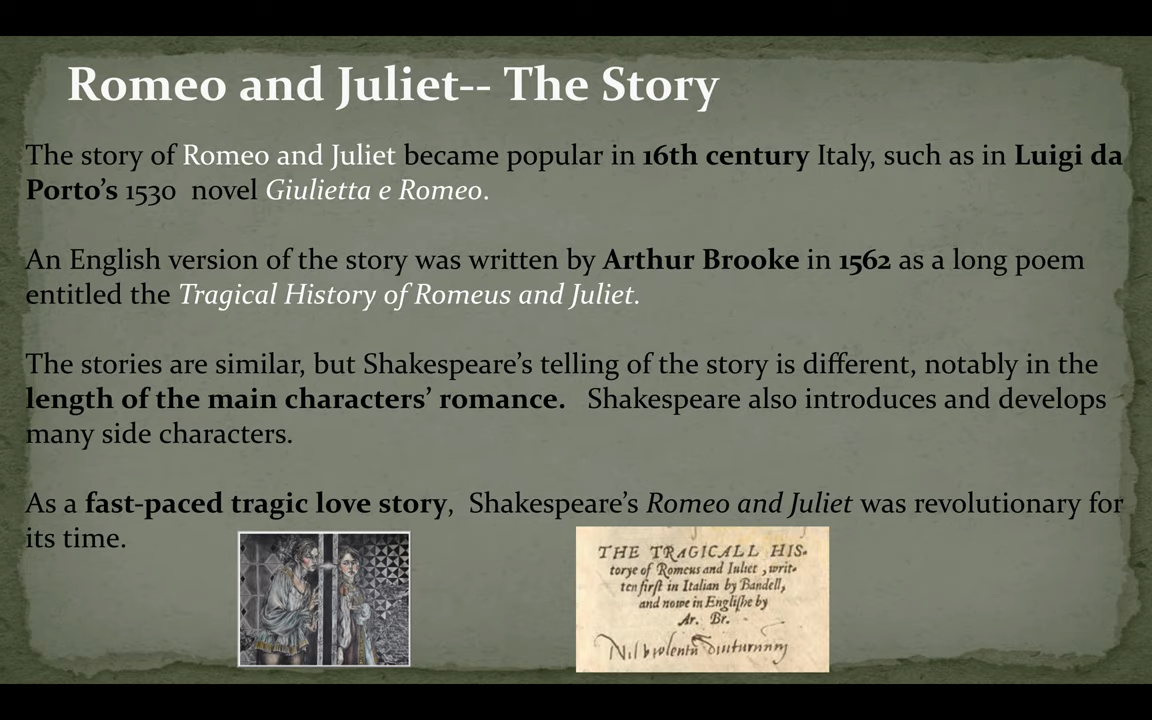 Romeo and Juliet-- The Story
The story of Romeo and Juliet became popular in 16th century Italy, such as in Luigi da
Porto's 1530  novel Giulietta e Romeo.
An English version of the story was written by Arthur Brooke in 1562 as a long poem
entitled the Tragical History of Romeus and Juliet.
The stories are similar, but Shakespeare's telling of the story is different, notably in the
length of the main characters' romance.   Shakespeare also introduces and develops
many side characters.
As a fast-paced tragic love story,  Shakespeare's Romeo and Juliet was revolutionary for
its time.
THE TRAGICALL HIS-
torye of Romeus and Iuliet, writ-
ten first in Italian by Bandell,
and nowe in Englishe by
Ar. Br.